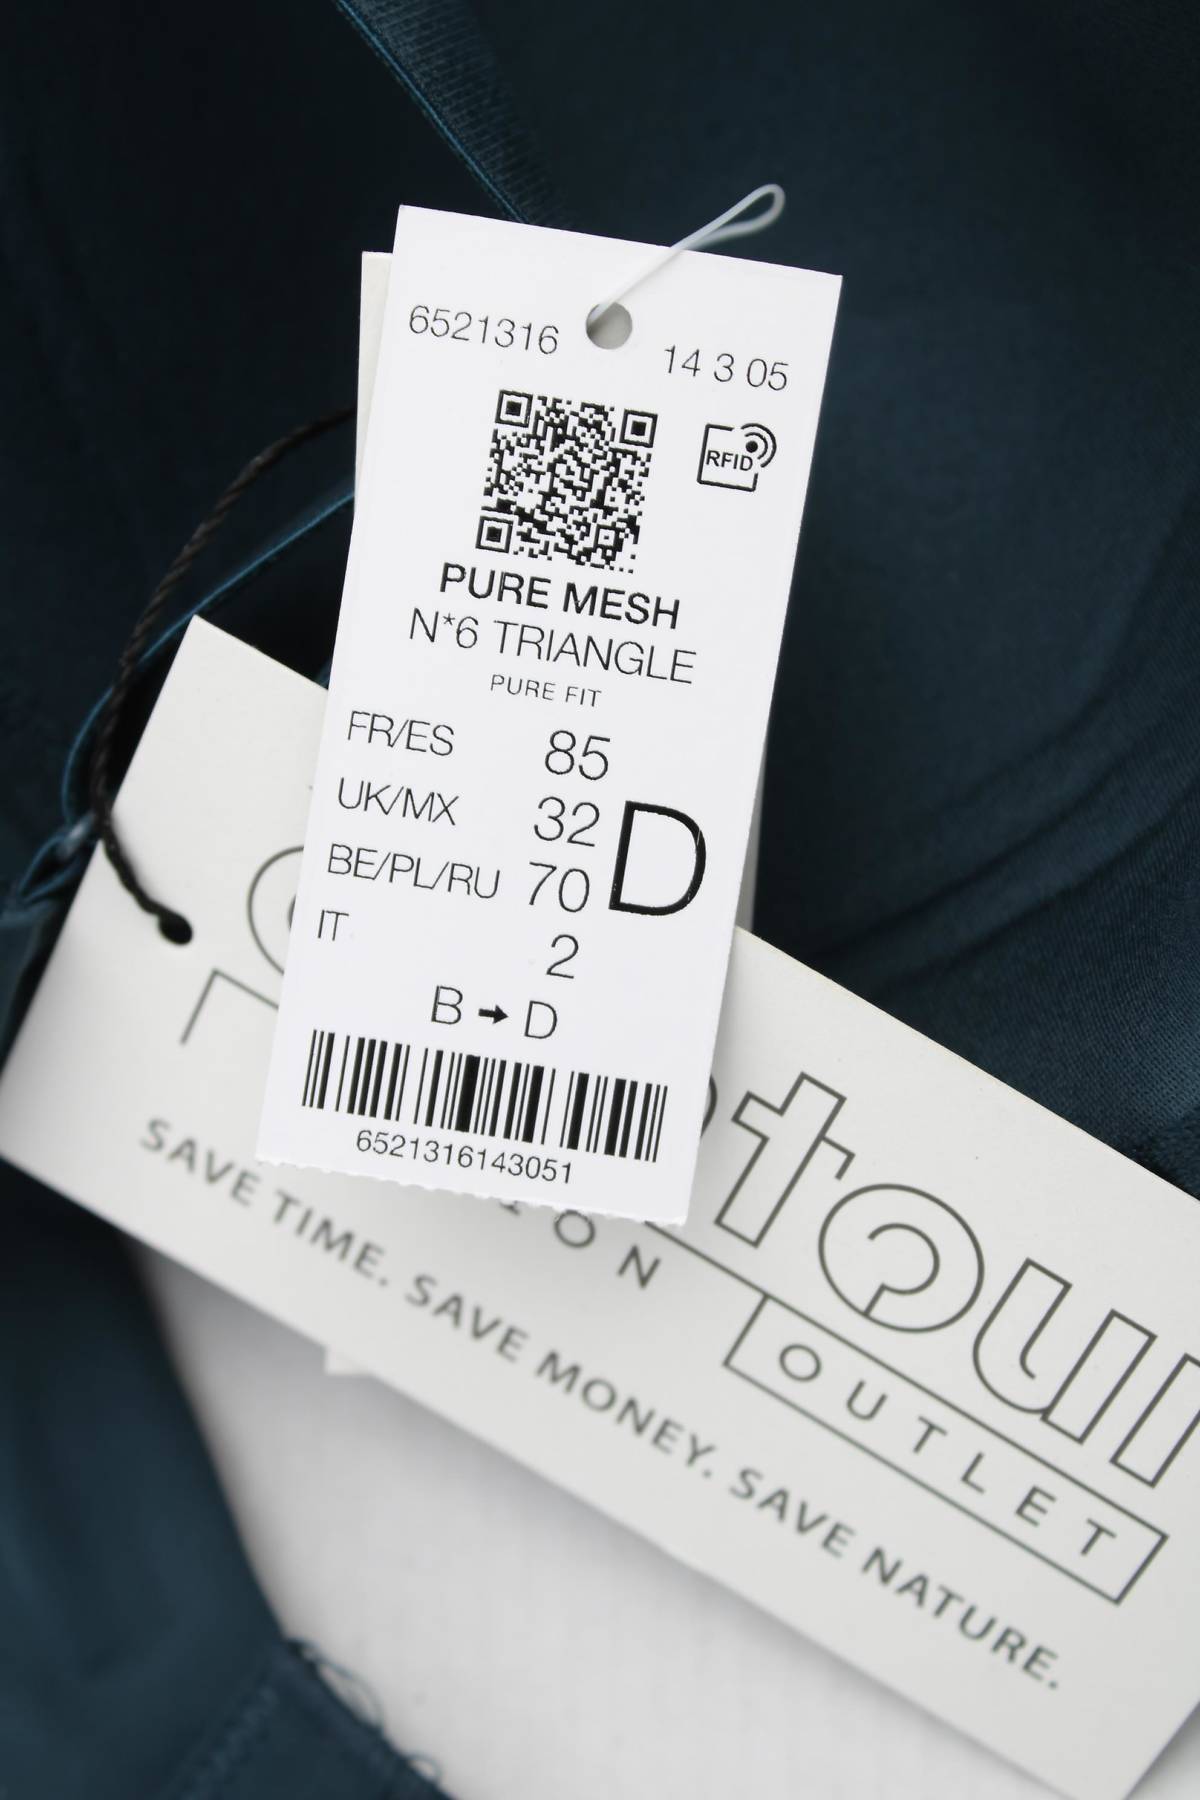 6521316
14 3 05
RFID
PURE MESH
N*6 TRIANGLE
PURE FIT
FR/ES 85
UK/MX 32
BE/PL/RU 70
IT 2
D
B → D
6521316143051
OUTLET
SAVE TIME. SAVE MONEY. SAVE NATURE.